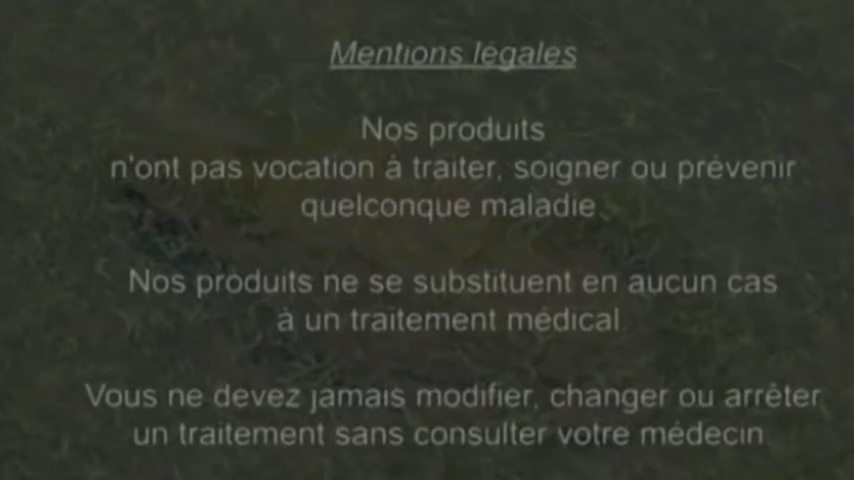 Mentions légales
Nos produits
n'ont pas vocation à traiter, soigner ou prévenir
quelconque maladie.
Nos produits ne se substituent en aucun cas
à un traitement médical.
Vous ne devez jamais modifier, changer ou arrêter
un traitement sans consulter votre médecin.